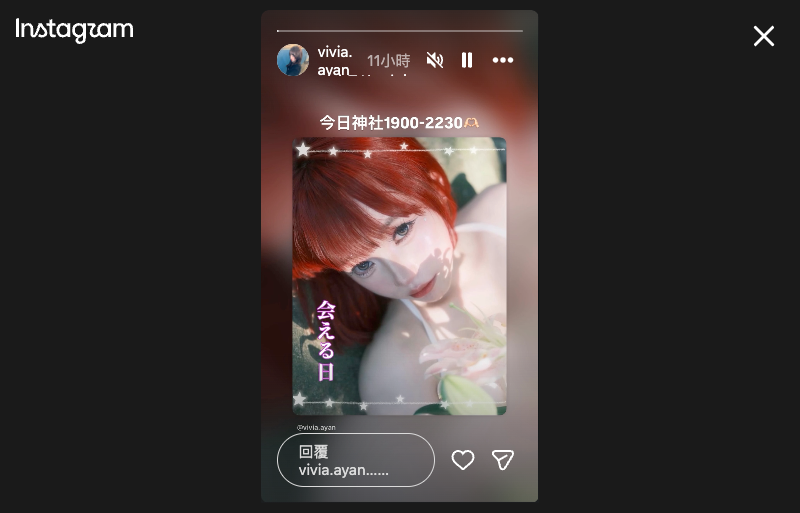 Instagram
vivia.
ayan
11小時
今日神社1900-2230🫶🏻
会える日
@vivia.ayan
回覆
vivia.ayan……